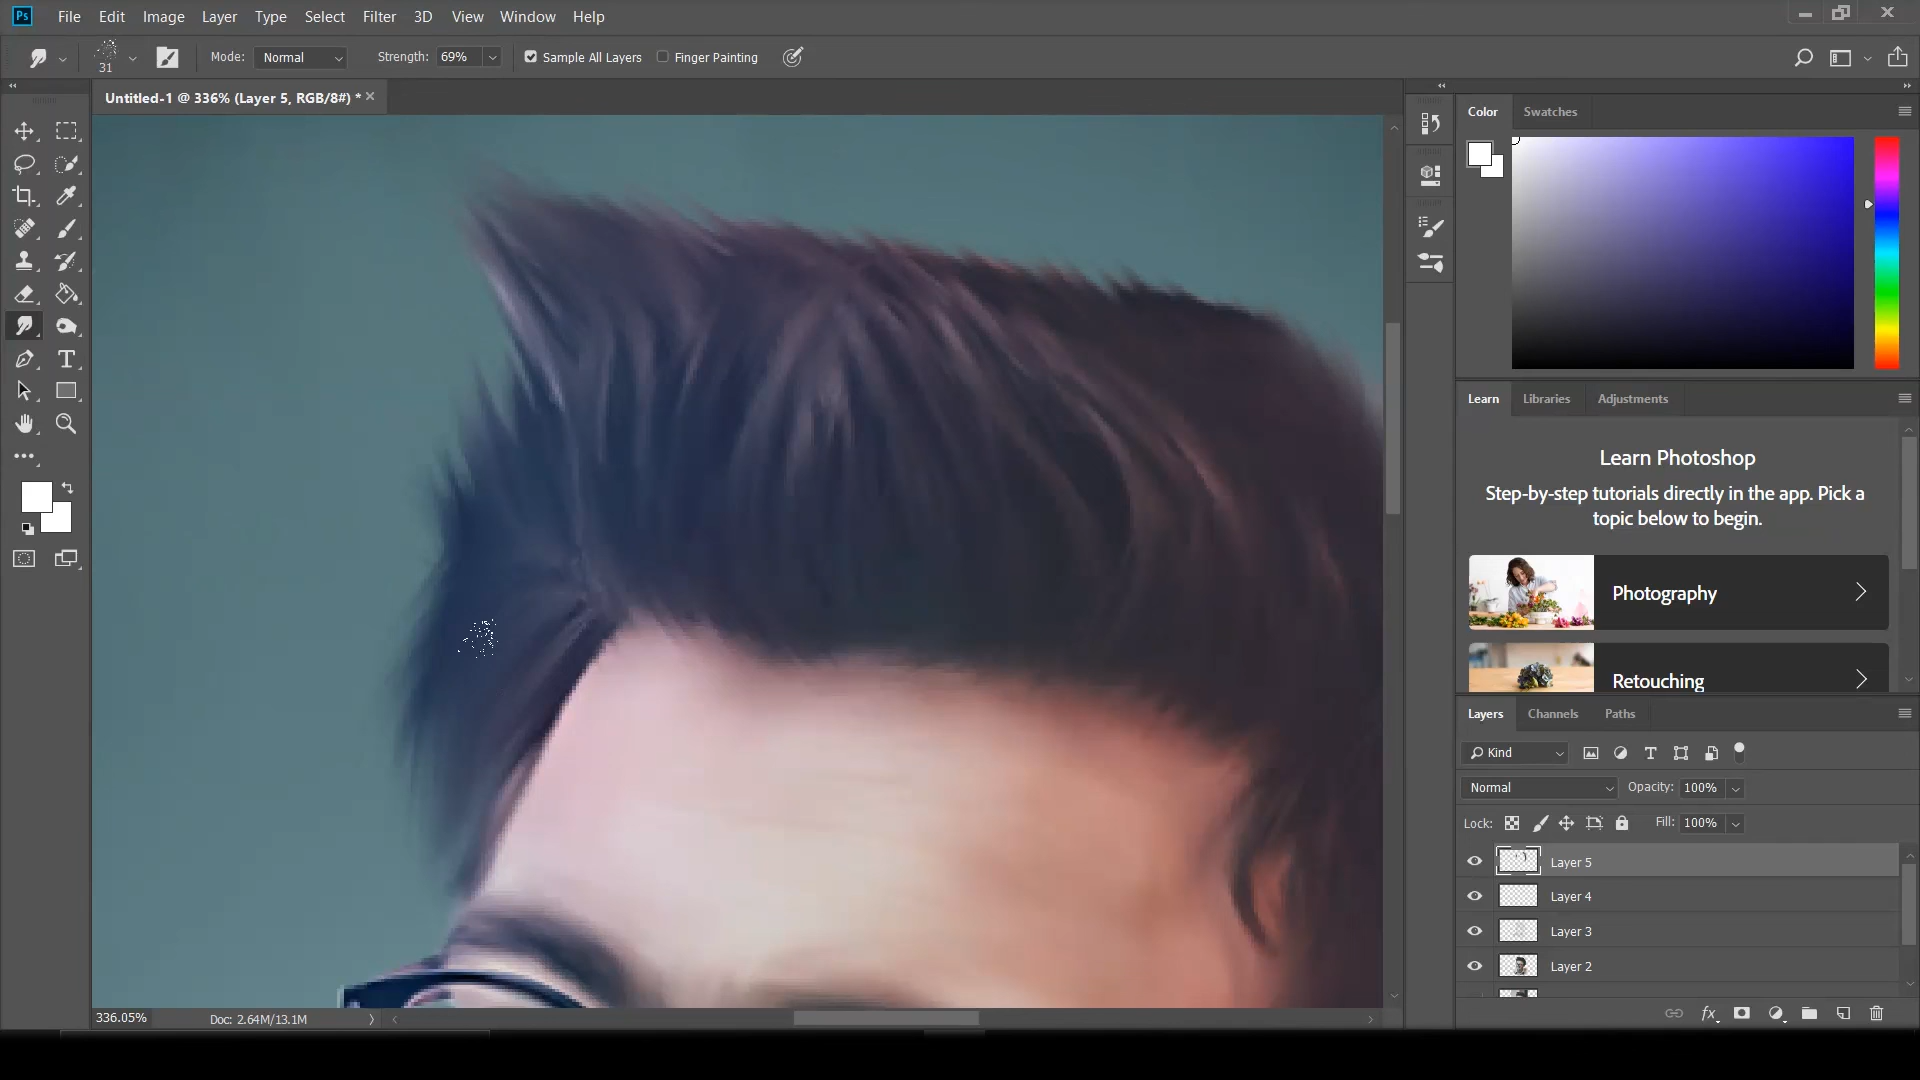 Ps File Edit Image Layer Type Select Filter 3D View Window Help
31 Mode: Normal Strength: 69% Sample All Layers Finger Painting
Untitled-1 @ 336% (Layer 5, RGB/8#) * ×
Color Swatches
Learn Libraries Adjustments
Learn Photoshop
Step-by-step tutorials directly in the app. Pick a
topic below to begin.
Photography
Retouching
Layers Channels Paths
Kind
Normal Opacity: 100%
Lock: Fill: 100%
Layer 5
Layer 4
Layer 3
Layer 2
fx
336.05% Doc: 2.64M/13.1M